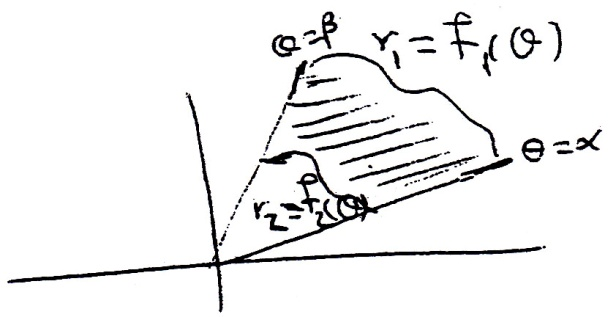 θ=β r₁ = f₁(θ)
θ=α
r₂=f₂(θ)